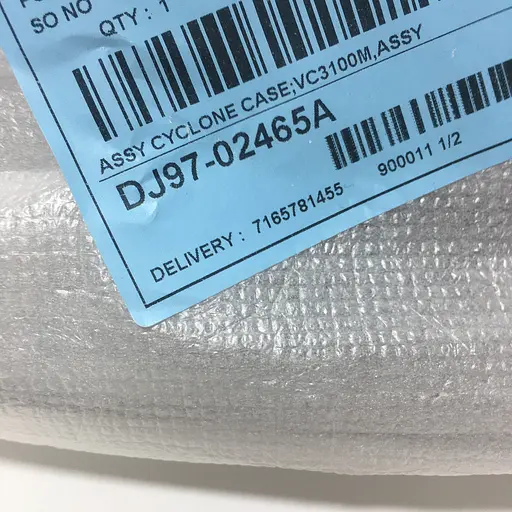 SO NO
QTY : 1
ASSY CYCLONE CASE;VC3100M,ASSY
DJ97-02465A
900011 1/2
DELIVERY : 7165781455